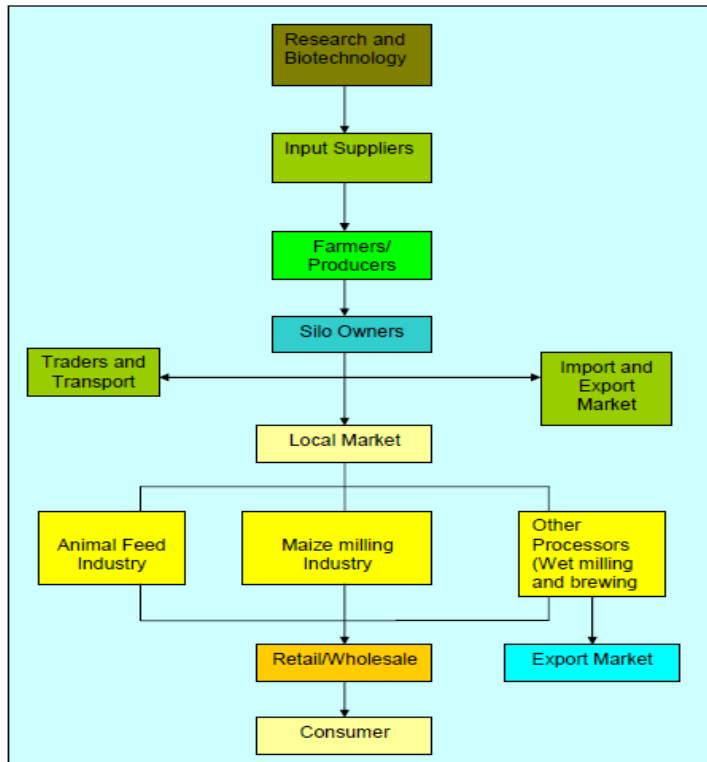 Research and
Biotechnology
Input Suppliers
Farmers/
Producers
Silo Owners
Traders and
Transport
Import and
Export
Market
Local Market
Animal Feed
Industry
Maize milling
Industry
Other
Processors
(Wet milling
and brewing
Retail/Wholesale
Export Market
Consumer